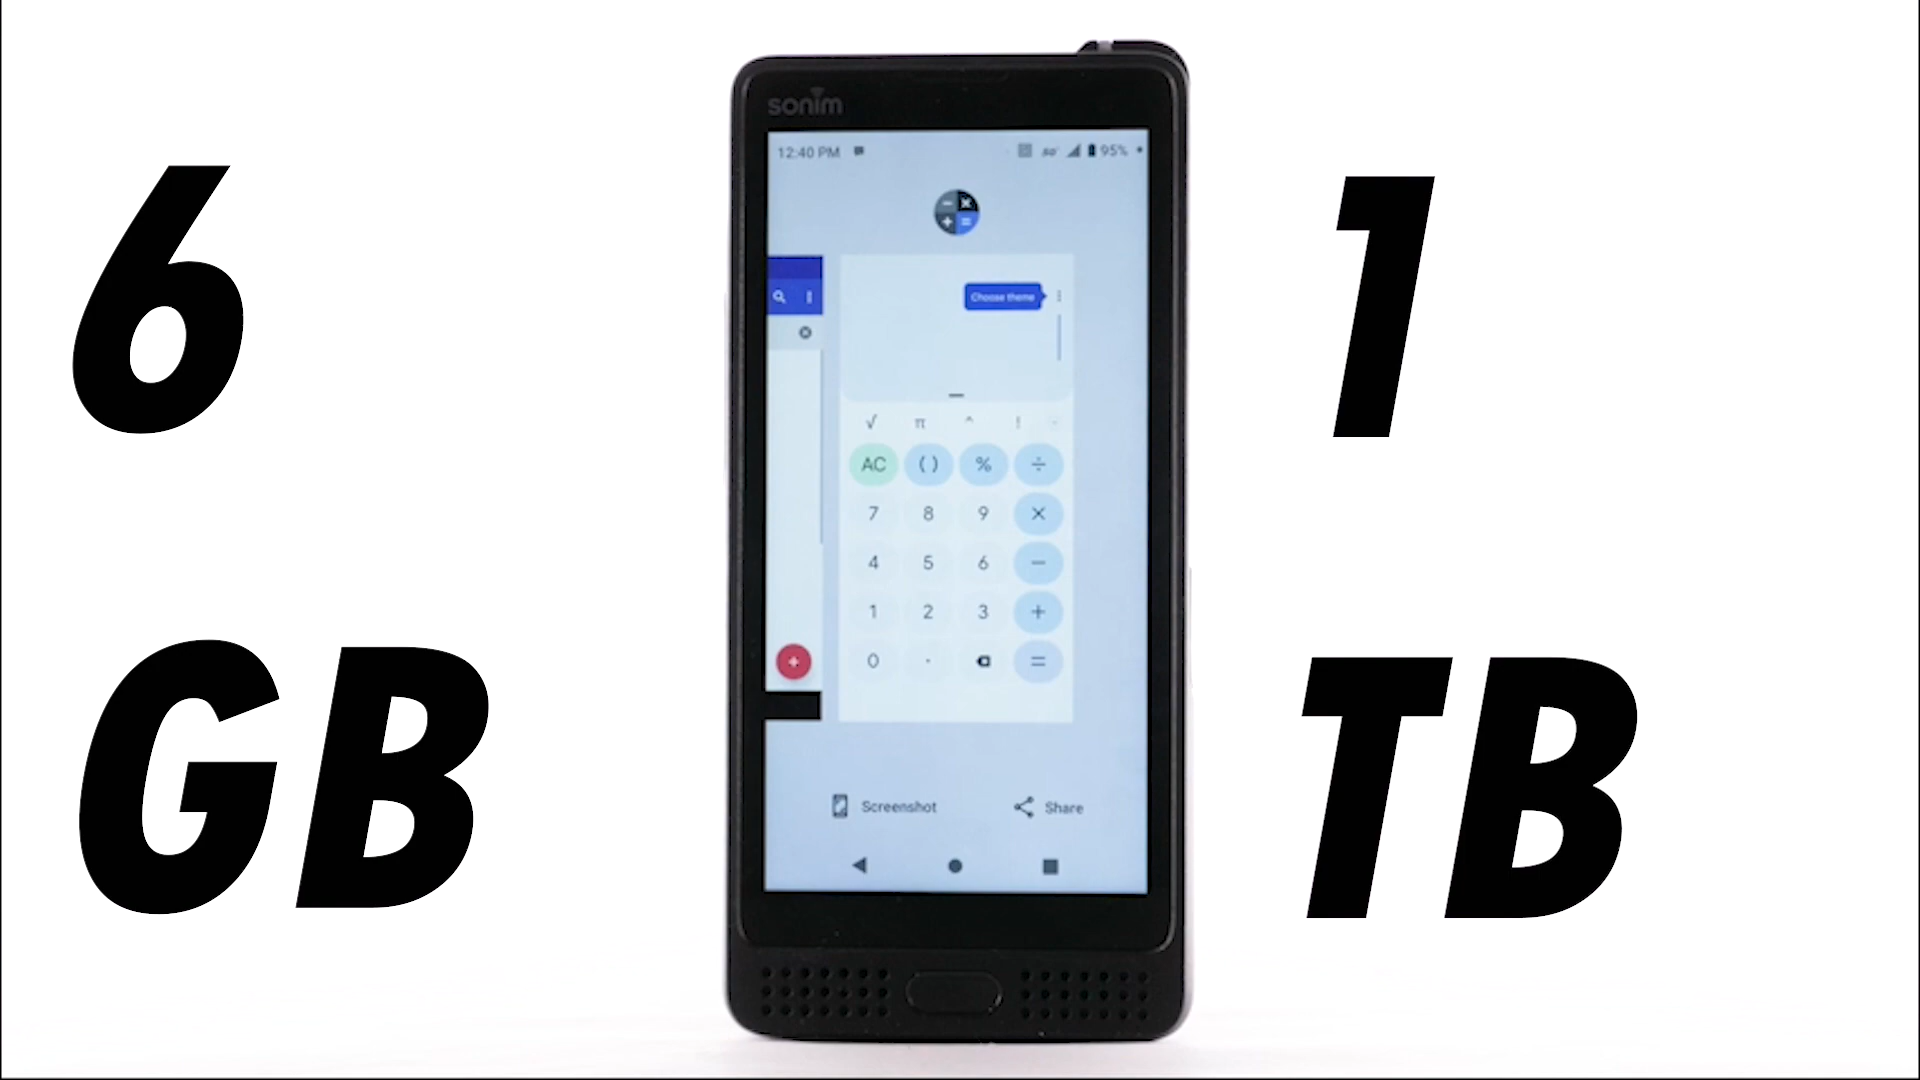 6
GB
1
TB
sonim
12:40 PM
5G
95%
Choose theme
√ π ^ !
AC ( ) % ÷
7 8 9 ×
4 5 6 −
1 2 3 +
0 . =
Screenshot
Share